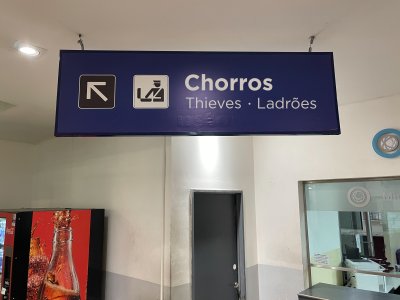 Chorros
Thieves · Ladrões